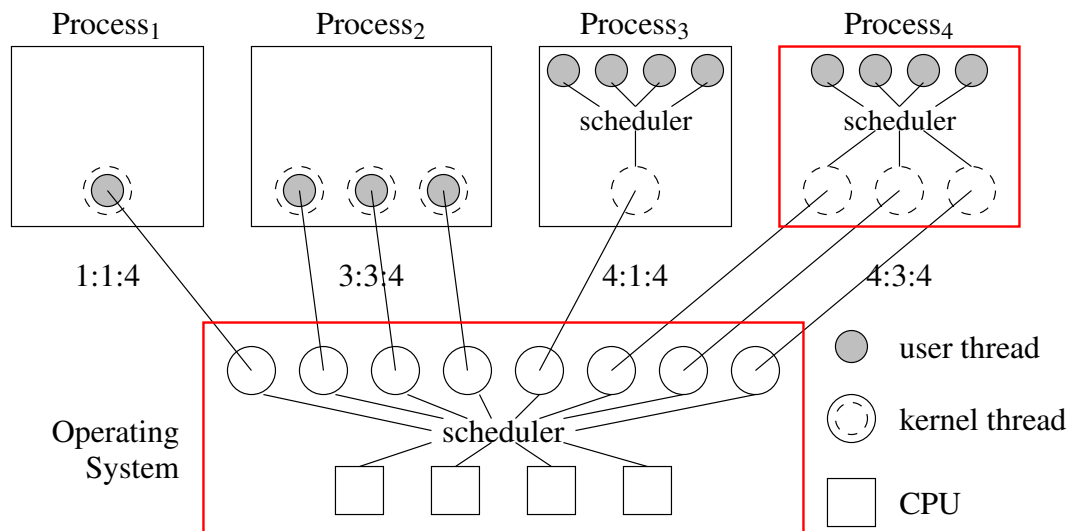 Process₁ Process₂ Process₃ Process₄
scheduler scheduler
1:1:4 3:3:4 4:1:4 4:3:4
user thread
Operating
System
scheduler
kernel thread
CPU